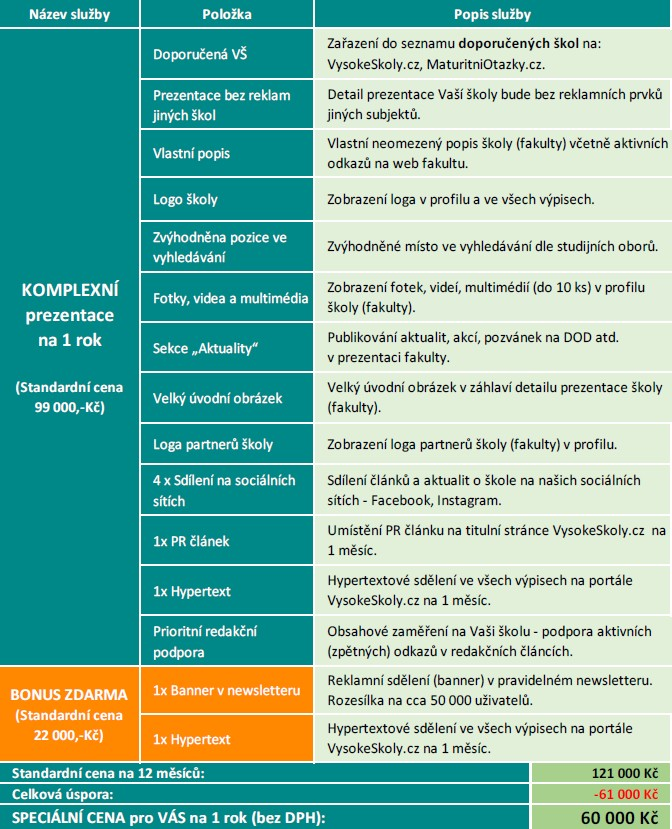 Název služby
Položka
Popis služby
KOMPLEXNÍ
prezentace
na 1 rok
(Standardní cena
99 000,-Kč)
Doporučená VŠ
Zařazení do seznamu doporučených škol na:
VysokeSkoly.cz, MaturitniOtazky.cz.
Prezentace bez reklam
jiných škol
Detail prezentace Vaší školy bude bez reklamních prvků
jiných subjektů.
Vlastní popis
Vlastní neomezený popis školy (fakulty) včetně aktivních
odkazů na web fakultu.
Logo školy
Zobrazení loga v profilu a ve všech výpisech.
Zvýhodněna pozice ve
vyhledávání
Zvýhodněné místo ve vyhledávání dle studijních oborů.
Fotky, videa a multimédia
Zobrazení fotek, videí, multimédií (do 10 ks) v profilu
školy (fakulty).
Sekce „Aktuality“
Publikování aktualit, akcí, pozvánek na DOD atd.
v prezentaci fakulty.
Velký úvodní obrázek
Velký úvodní obrázek v záhlaví detailu prezentace školy
(fakulty).
Loga partnerů školy
Zobrazení loga partnerů školy (fakulty) v profilu.
4 x Sdílení na sociálních
sítích
Sdílení článků a aktualit o škole na našich sociálních
sítích - Facebook, Instagram.
1x PR článek
Umístění PR článku na titulní stránce VysokeSkoly.cz na
1 měsíc.
1x Hypertext
Hypertextové sdělení ve všech výpisech na portále
VysokeSkoly.cz na 1 měsíc.
Prioritní redakční
podpora
Obsahové zaměření na Vaši školu - podpora aktivních
(zpětných) odkazů v redakčních článcích.
BONUS ZDARMA
(Standardní cena
22 000,-Kč)
1x Banner v newsletteru
Reklamní sdělení (banner) v pravidelném newsletteru.
Rozesílka na cca 50 000 uživatelů.
1x Hypertext
Hypertextové sdělení ve všech výpisech na portále
VysokeSkoly.cz na 1 měsíc.
Standardní cena na 12 měsíců:
121 000 Kč
Celková úspora:
-61 000 Kč
SPECIÁLNÍ CENA pro VÁS na 1 rok (bez DPH):
60 000 Kč